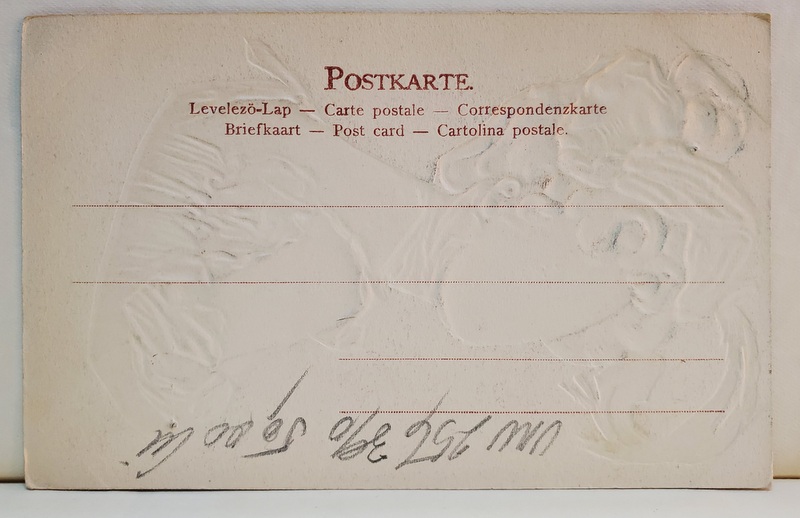 POSTKARTE.
Levelező-Lap — Carte postale — Correspondenzkarte
Briefkaart — Post card — Cartolina postale.